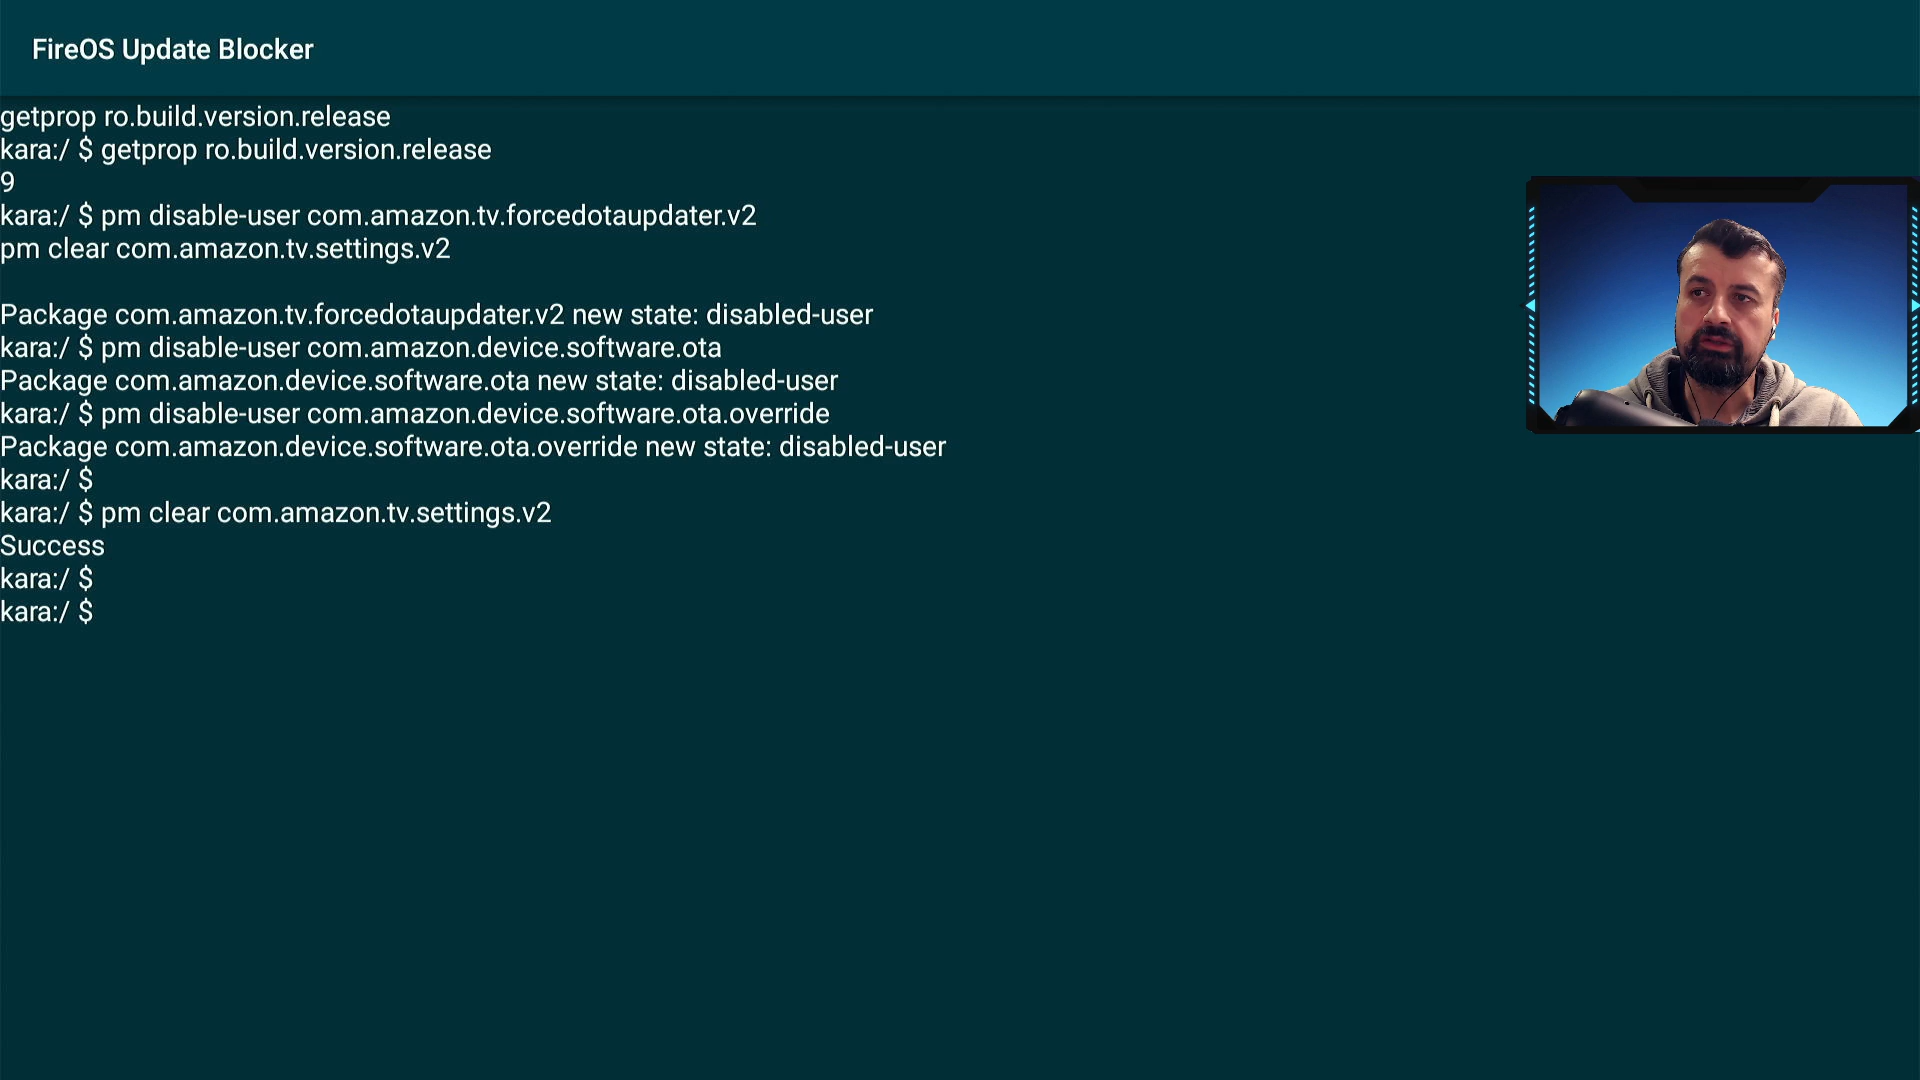 FireOS Update Blocker
getprop ro.build.version.release
kara:/ $ getprop ro.build.version.release
9
kara:/ $ pm disable-user com.amazon.tv.forcedotaupdater.v2
pm clear com.amazon.tv.settings.v2
Package com.amazon.tv.forcedotaupdater.v2 new state: disabled-user
kara:/ $ pm disable-user com.amazon.device.software.ota
Package com.amazon.device.software.ota new state: disabled-user
kara:/ $ pm disable-user com.amazon.device.software.ota.override
Package com.amazon.device.software.ota.override new state: disabled-user
kara:/ $
kara:/ $ pm clear com.amazon.tv.settings.v2
Success
kara:/ $
kara:/ $